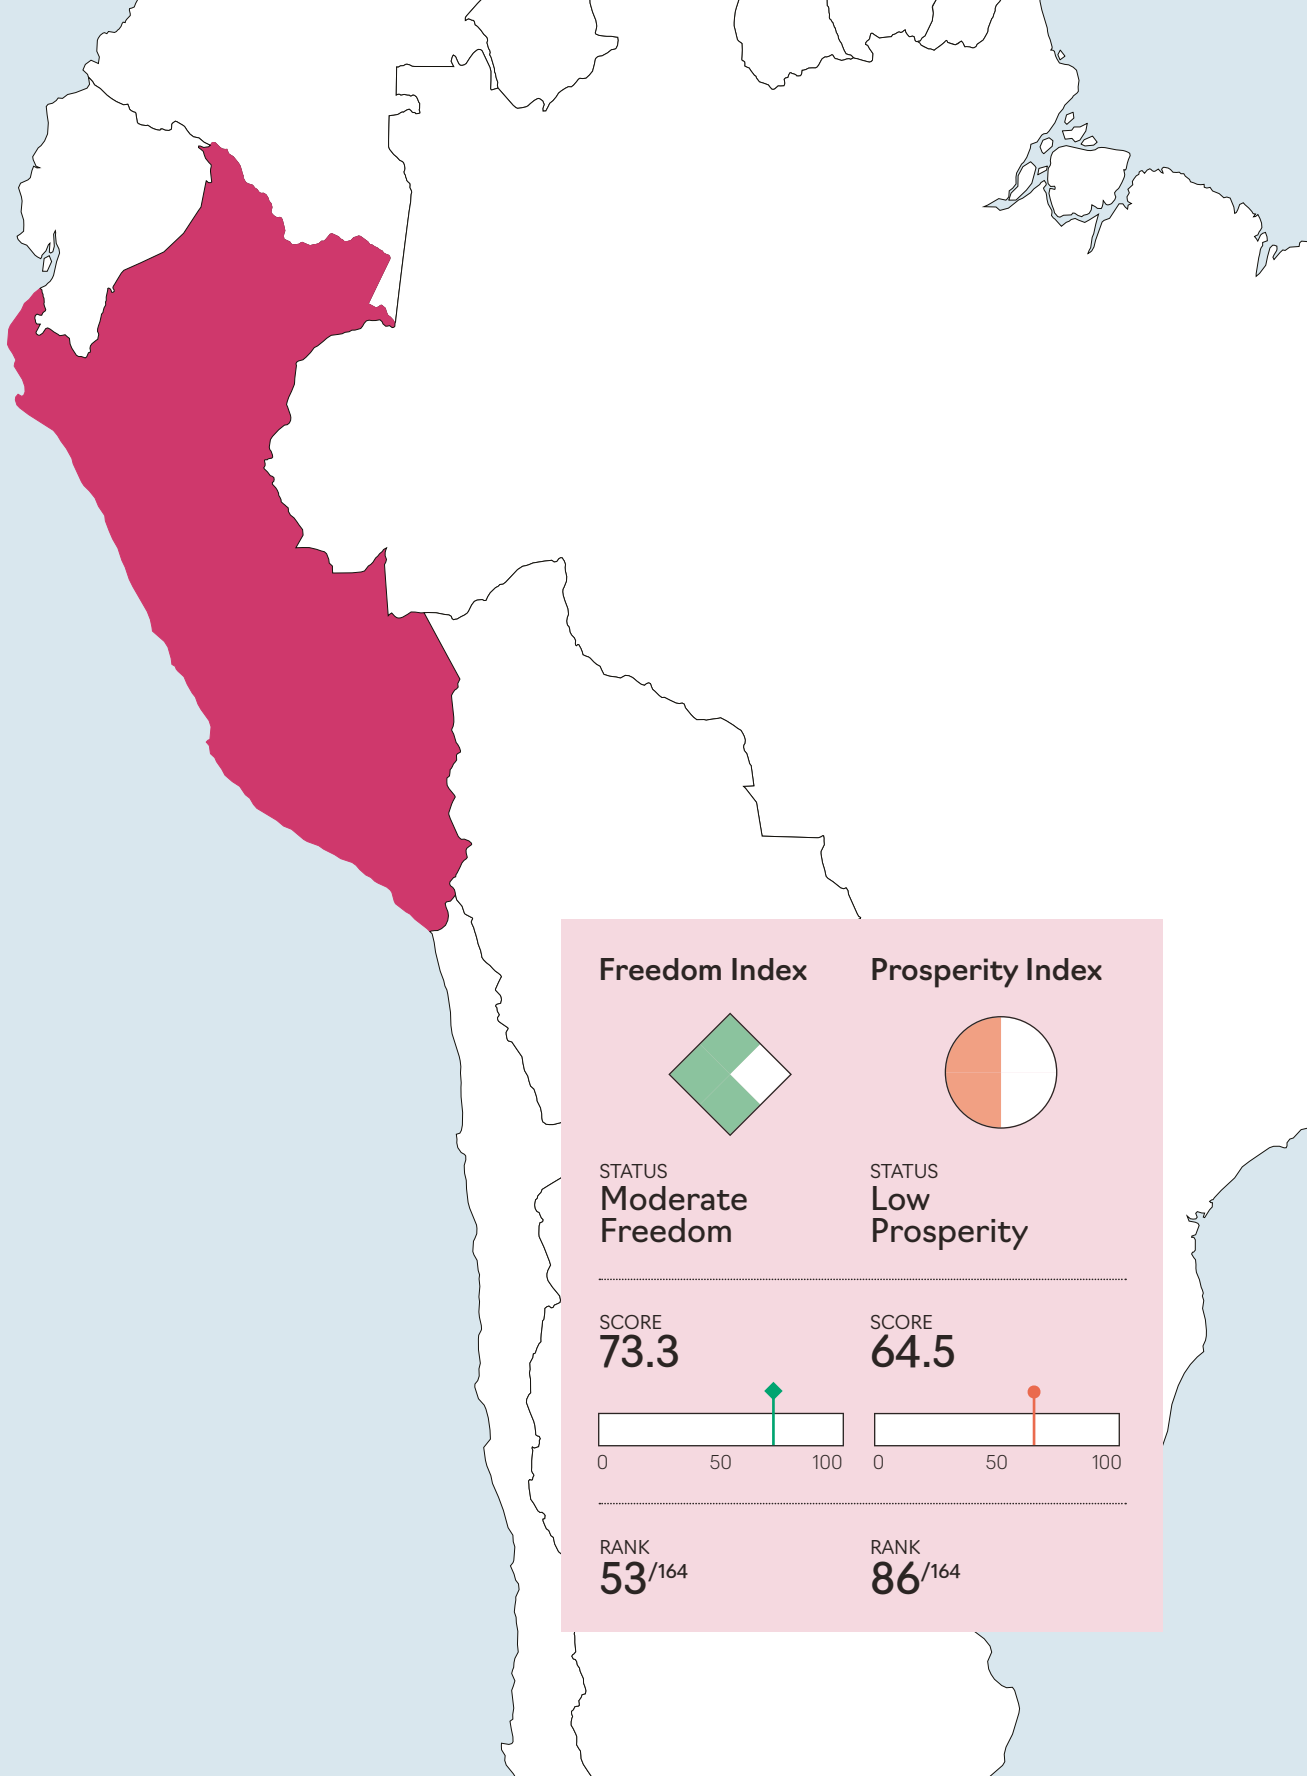 Freedom Index
Prosperity Index
STATUS
Moderate
Freedom
STATUS
Low
Prosperity
SCORE
73.3
SCORE
64.5
0 50 100
0 50 100
RANK
53/164
RANK
86/164